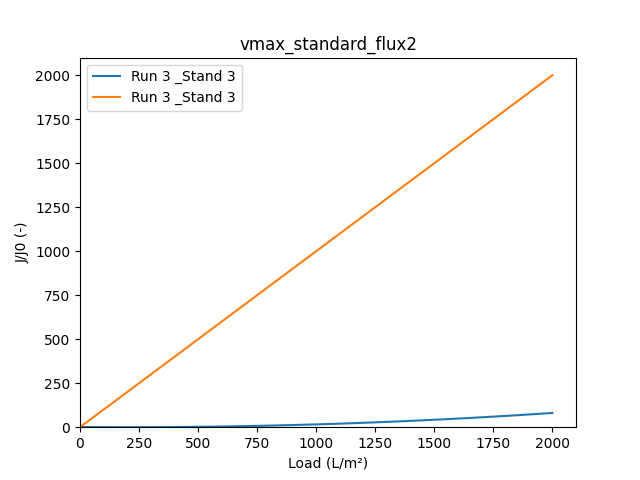 vmax_standard_flux2
Run 3 _Stand 3
Run 3 _Stand 3
J/J0 (-)
2000
1750
1500
1250
1000
750
500
250
0
0 250 500 750 1000 1250 1500 1750 2000
Load (L/m²)